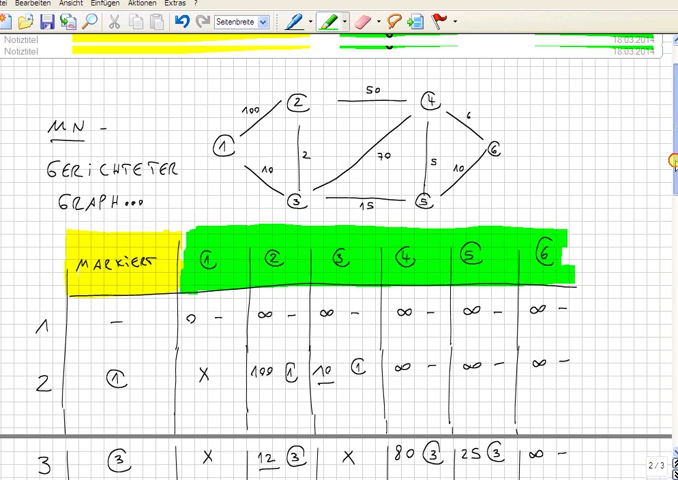 tei Bearbeiten Ansicht Einfügen Aktionen Extras ?
Seitenbreite
Notiztitel 18.03.2014
Notiztitel 18.03.2014
MN -
GERICHTETER
GRAPH...
100 2 50 4 6
1 2 70 5 6
10 3 15 5 10
MARKIERT 1 2 3 4 5 6
1 - 0 - ∞ - ∞ - ∞ - ∞ - ∞ -
2 1 X 100 1 10 1 ∞ - ∞ - ∞ -
3 3 X 12 3 X 80 3 25 3 ∞ -
2/3